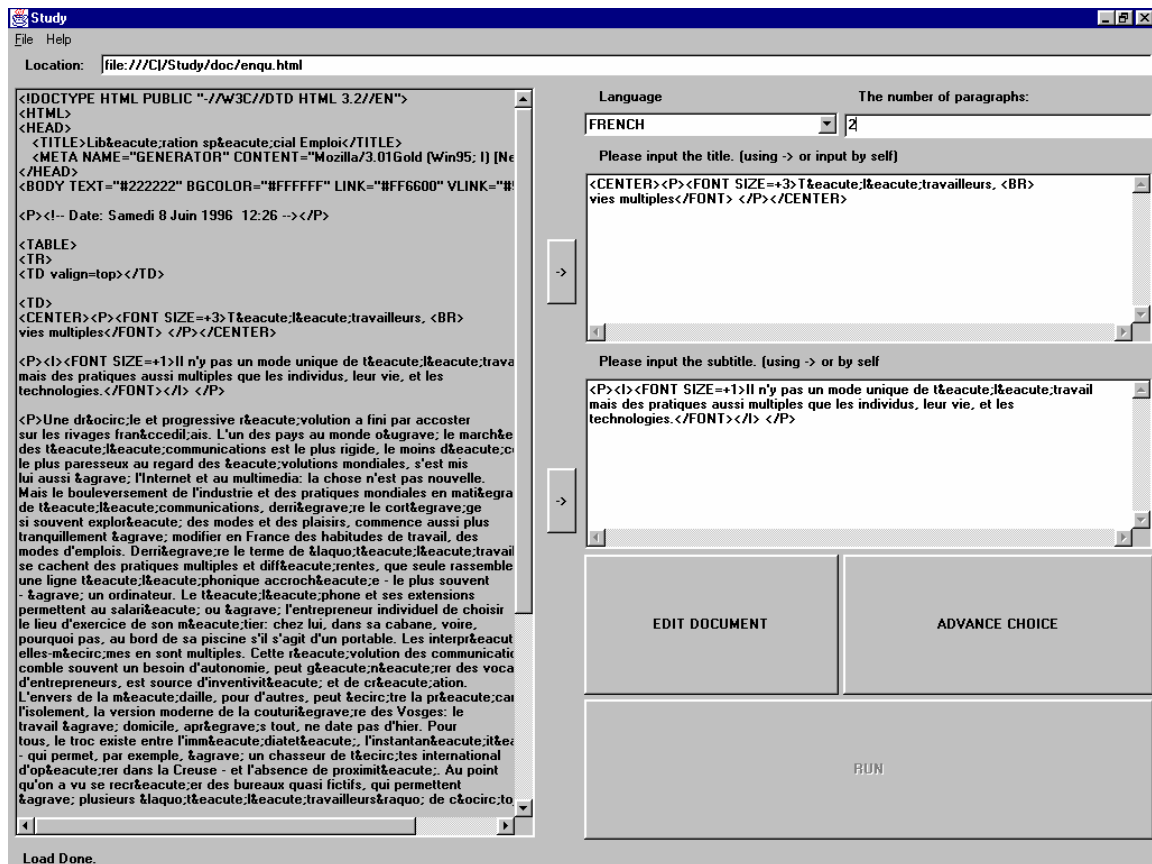 Study
File Help
Location: file:///C|/Study/doc/enqu.html
<!DOCTYPE HTML PUBLIC "-//W3C//DTD HTML 3.2//EN">
<HTML>
<HEAD>
<TITLE>Lib&eacute;ration sp&eacute;cial Emploi</TITLE>
<META NAME="GENERATOR" CONTENT="Mozilla/3.01Gold (Win95; I) [Ne
</HEAD>
<BODY TEXT="#222222" BGCOLOR="#FFFFFF" LINK="#FF6600" VLINK="#
<P><!-- Date: Samedi 8 Juin 1996  12:26 --></P>
<TABLE>
<TR>
<TD valign=top></TD>
<TD>
<CENTER><P><FONT SIZE=+3>T&eacute;l&eacute;travailleurs, <BR>
vies multiples</FONT> </P></CENTER>
<P><I><FONT SIZE=+1>Il n'y pas un mode unique de t&eacute;l&eacute;trava
mais des pratiques aussi multiples que les individus, leur vie, et les
technologies.</FONT></I> </P>
<P>Une dr&ocirc;le et progressive r&eacute;volution a fini par accoster
sur les rivages fran&ccedil;ais. L'un des pays au monde o&ugrave; le march&e
des t&eacute;l&eacute;communications est le plus rigide, le moins d&eacute;c
le plus paresseux au regard des &eacute;volutions mondiales, s'est mis
lui aussi &agrave; l'Internet et au multimedia: la chose n'est pas nouvelle.
Mais le bouleversement de l'industrie et des pratiques mondiales en mati&egra
de t&eacute;l&eacute;communications, derri&egrave;re le cort&egrave;ge
si souvent explor&eacute; des modes et des plaisirs, commence aussi plus
tranquillement &agrave; modifier en France des habitudes de travail, des
modes d'emplois. Derri&egrave;re le terme de &laquo;t&eacute;l&eacute;travail
se cachent des pratiques multiples et diff&eacute;rentes, que seule rassemble
une ligne t&eacute;l&eacute;phonique accroch&eacute;e - le plus souvent
- &agrave; un ordinateur. Le t&eacute;l&eacute;phone et ses extensions
permettent au salari&eacute; ou &agrave; l'entrepreneur individuel de choisir
le lieu d'exercice de son m&eacute;tier: chez lui, dans sa cabane, voire,
pourquoi pas, au bord de sa piscine s'il s'agit d'un portable. Les interpr&eacut
elles-m&ecirc;mes en sont multiples. Cette r&eacute;volution des communicatio
comble souvent un besoin d'autonomie, peut g&eacute;n&eacute;rer des voca
d'entrepreneurs, est source d'inventivit&eacute; et de cr&eacute;ation.
L'envers de la m&eacute;daille, pour d'autres, peut &ecirc;tre la pr&eacute;car
l'isolement, la version moderne de la couturi&egrave;re des Vosges: le
travail &agrave; domicile, apr&egrave;s tout, ne date pas d'hier. Pour
tous, le troc existe entre l'imm&eacute;diatet&eacute;, l'instantan&eacute;it&ea
- qui permet, par exemple, &agrave; un chasseur de t&ecirc;tes international
d'op&eacute;rer dans la Creuse - et l'absence de proximit&eacute;. Au point
qu'on a vu se recr&eacute;er des bureaux quasi fictifs, qui permettent
&agrave; plusieurs &laquo;t&eacute;l&eacute;travailleurs&raquo; de c&ocirc;to
->
->
Language The number of paragraphs:
FRENCH 2
Please input the title. (using -> or input by self)
<CENTER><P><FONT SIZE=+3>T&eacute;l&eacute;travailleurs, <BR>
vies multiples</FONT> </P></CENTER>
Please input the subtitle. (using -> or by self
<P><I><FONT SIZE=+1>Il n'y pas un mode unique de t&eacute;l&eacute;travail
mais des pratiques aussi multiples que les individus, leur vie, et les
technologies.</FONT></I> </P>
EDIT DOCUMENT ADVANCE CHOICE
RUN
Load Done.